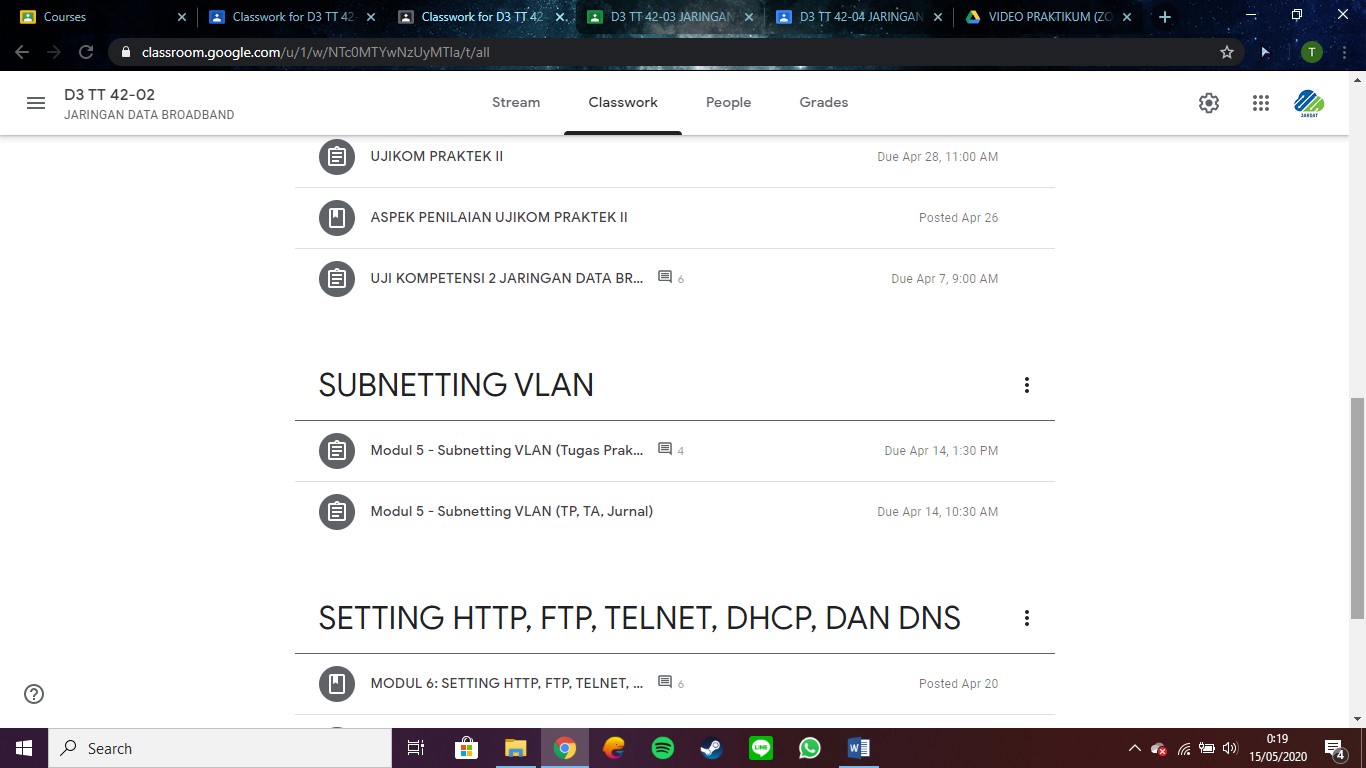 Courses
Classwork for D3 TT 42-
Classwork for D3 TT 42-
D3 TT 42-03 JARINGAN
D3 TT 42-04 JARINGAN
VIDEO PRAKTIKUM (ZO
classroom.google.com/u/1/w/NTc0MTYwNzUyMTla/t/all
T
D3 TT 42-02
JARINGAN DATA BROADBAND
Stream
Classwork
People
Grades
JARDAT
UJIKOM PRAKTEK II
Due Apr 28, 11:00 AM
ASPEK PENILAIAN UJIKOM PRAKTEK II
Posted Apr 26
UJI KOMPETENSI 2 JARINGAN DATA BR...
6
Due Apr 7, 9:00 AM
SUBNETTING VLAN
Modul 5 - Subnetting VLAN (Tugas Prak...
4
Due Apr 14, 1:30 PM
Modul 5 - Subnetting VLAN (TP, TA, Jurnal)
Due Apr 14, 10:30 AM
SETTING HTTP, FTP, TELNET, DHCP, DAN DNS
MODUL 6: SETTING HTTP, FTP, TELNET, ...
6
Posted Apr 20
Search
LINE
0:19
15/05/2020
4